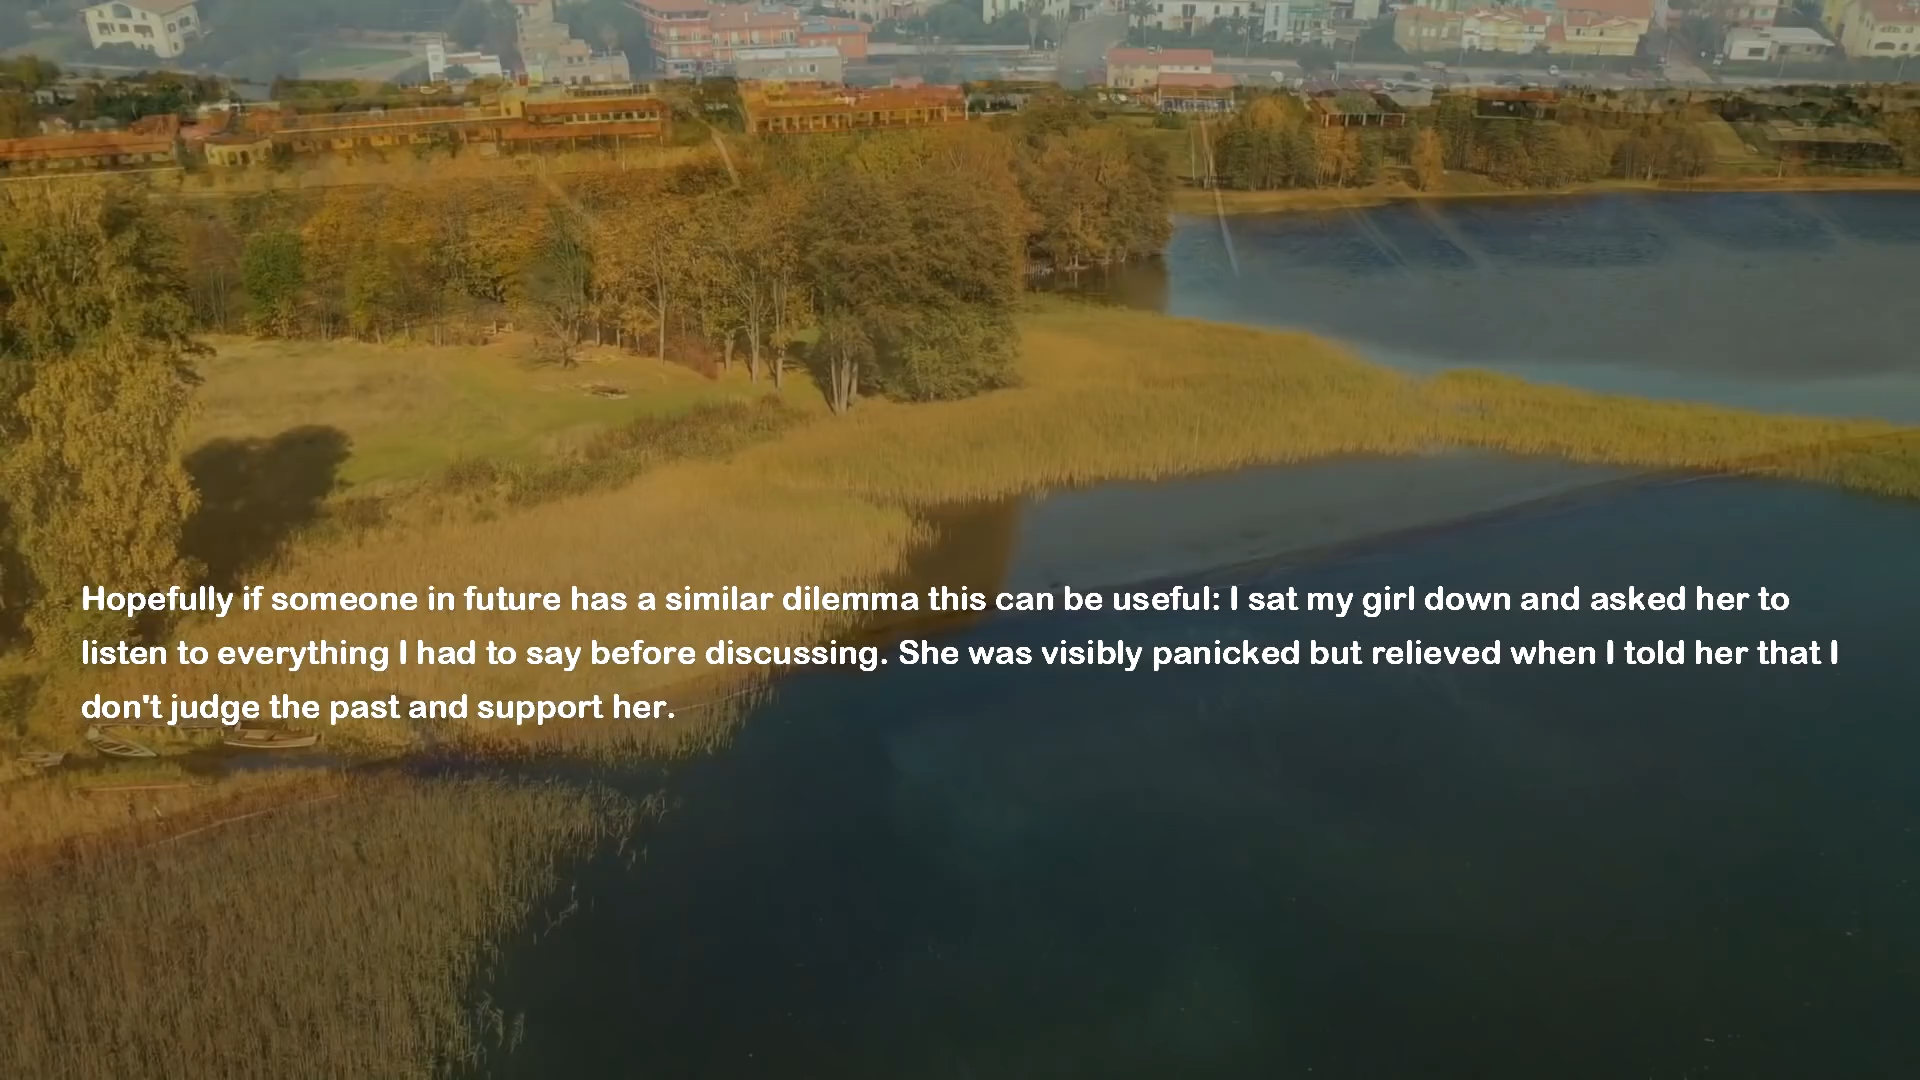 Hopefully if someone in future has a similar dilemma this can be useful: I sat my girl down and asked her to
listen to everything I had to say before discussing. She was visibly panicked but relieved when I told her that I
don't judge the past and support her.